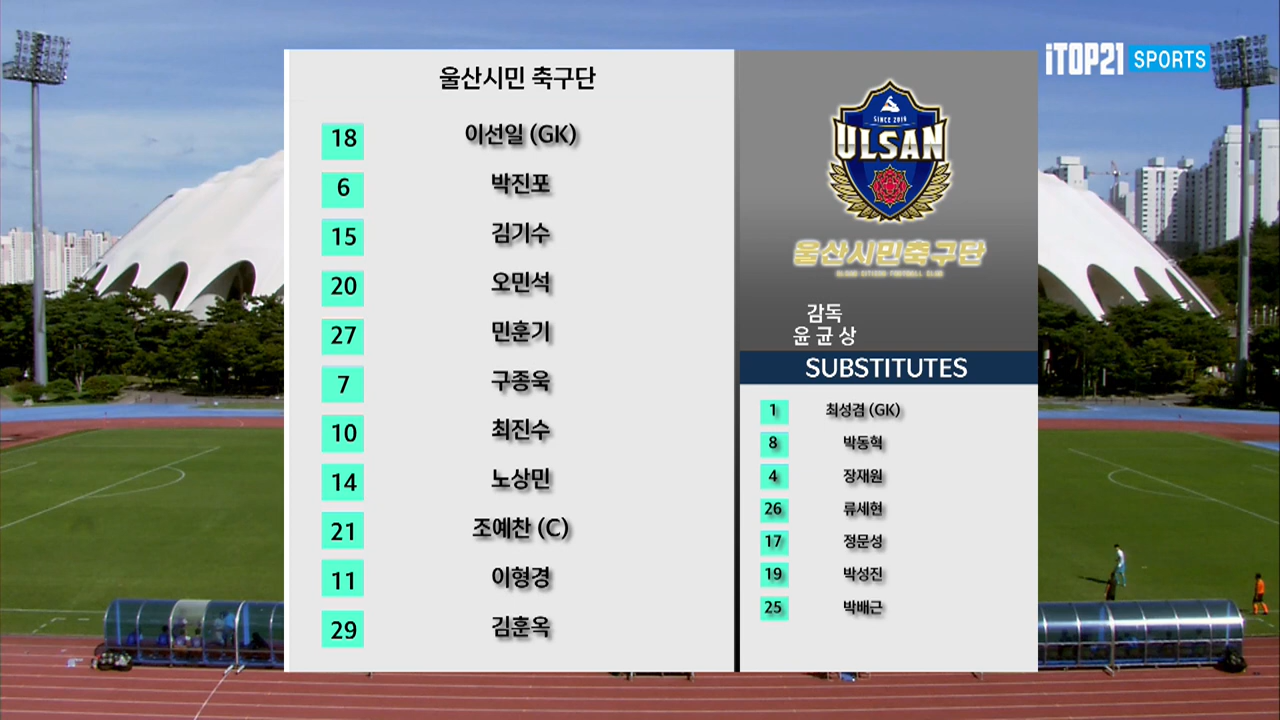 iTOP21 SPORTS
울산시민 축구단
18 이선일 (GK)
6 박진포
15 김기수
20 오민석
27 민훈기
7 구종욱
10 최진수
14 노상민
21 조예찬 (C)
11 이형경
29 김훈옥
SINCE 2018
ULSAN
울산시민축구단
ULSAN CITIZEN FOOTBALL CLUB
감독
윤균상
SUBSTITUTES
1 최성겸 (GK)
8 박동혁
4 장재원
26 류세현
17 정문성
19 박성진
25 박배근